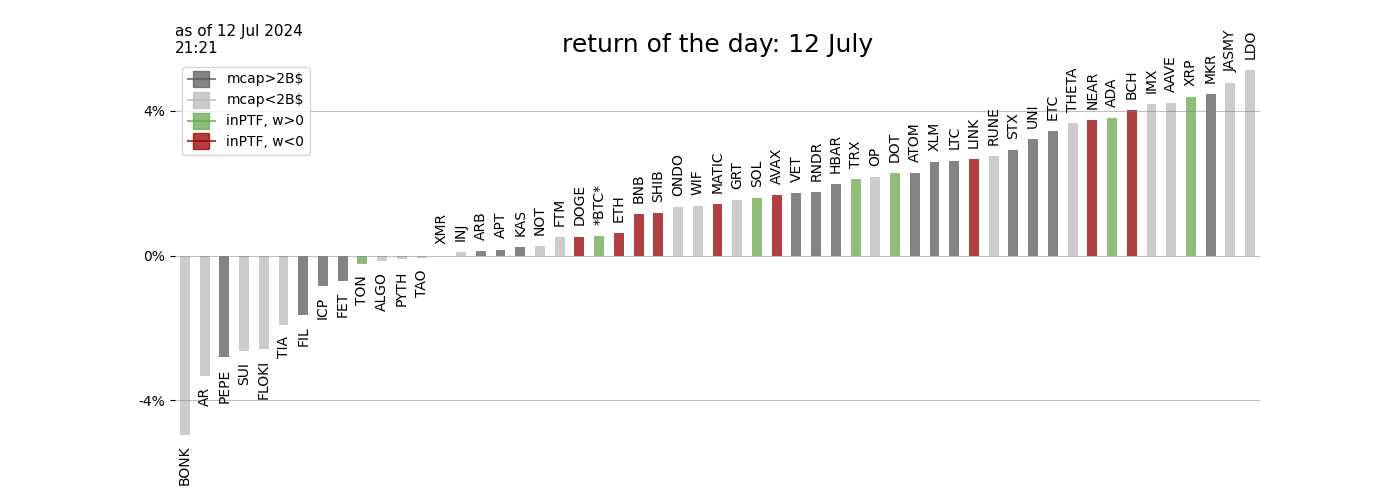 as of 12 Jul 2024
21:21
return of the day: 12 July
mcap>2B$
mcap<2B$
inPTF, w>0
inPTF, w<0
4%
0%
-4%
BONK
AR
PEPE
SUI
FLOKI
TIA
FIL
ICP
FET
TON
ALGO
PYTH
TAO
XMR
INJ
ARB
APT
KAS
NOT
FTM
DOGE
*BTC*
ETH
BNB
SHIB
ONDO
WIF
MATIC
GRT
SOL
AVAX
VET
RNDR
HBAR
TRX
OP
DOT
ATOM
XLM
LTC
LINK
RUNE
STX
UNI
ETC
THETA
NEAR
ADA
BCH
IMX
AAVE
XRP
MKR
JASMY
LDO